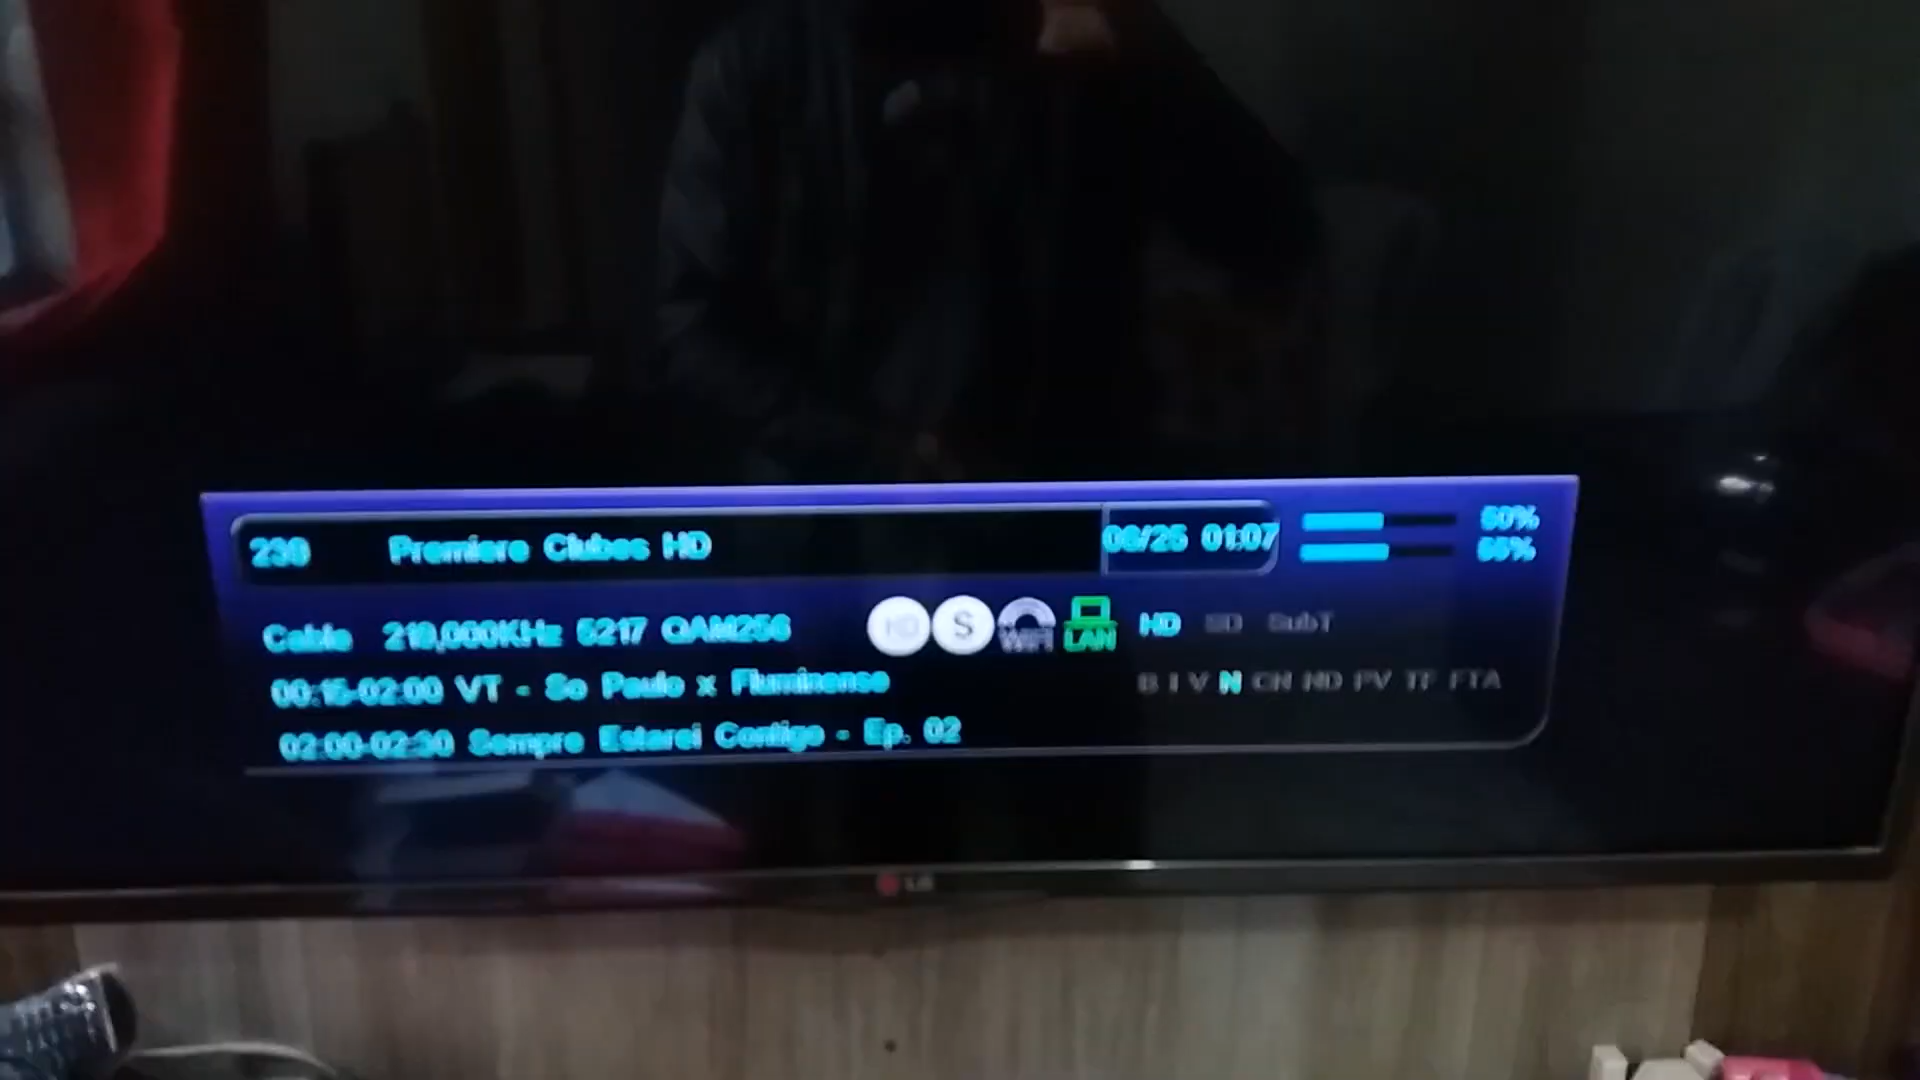 230 Premiere Clubes HD 06/25 01:07 50%
55%
Cable 219,000KHz 5217 QAM256 HD S WiFi LAN HD SD SubT
00:15-02:00 VT - So Paulo x Fluminense B I V N CN ND PV TF FTA
02:00-02:30 Sempre Estarei Contigo - Ep. 02
LG